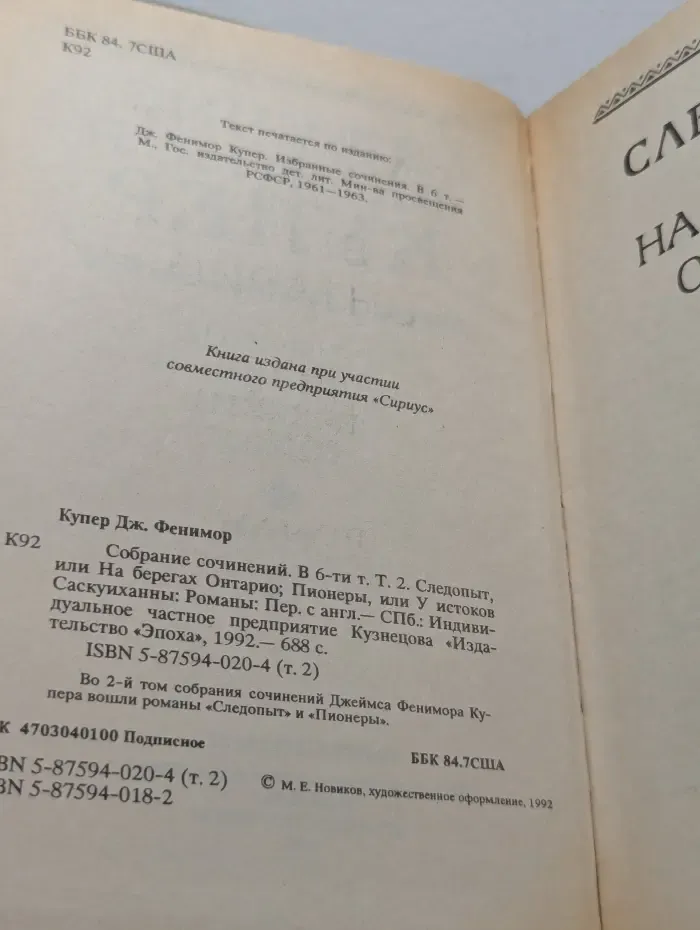 ББК 84. 7США
К92
Текст печатается по изданию:
Дж. Фенимор Купер. Избранные сочинения. В 6 т. —
М., Гос. издательство дет. лит. Мин-ва просвещения
РСФСР, 1961—1963.
Книга издана при участии
совместного предприятия «Сириус»
Купер Дж. Фенимор
К92
Собрание сочинений. В 6-ти т. Т. 2. Следопыт,
или На берегах Онтарио; Пионеры, или У истоков
Саскуиханны: Романы: Пер. с англ.— СПб.: Индиви-
дуальное частное предприятие Кузнецова «Изда-
тельство «Эпоха», 1992.— 688 с.
ISBN 5-87594-020-4 (т. 2)
Во 2-й том собрания сочинений Джеймса Фенимора Ку-
пера вошли романы «Следопыт» и «Пионеры».
К 4703040100 Подписное
ББК 84.7США
BN 5-87594-020-4 (т. 2)
BN 5-87594-018-2
© М. Е. Новиков, художественное оформление, 1992
СЛЕ
НА
О